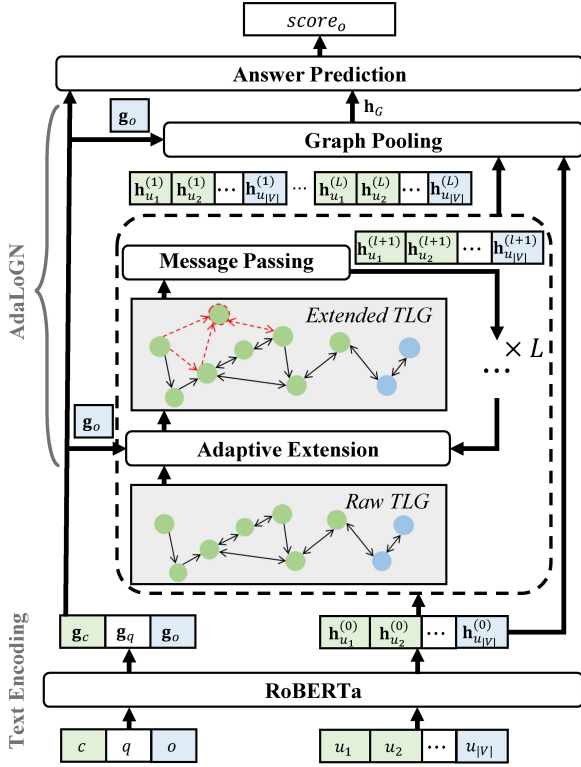 score_o
Answer Prediction
g_o
h_G
Graph Pooling
h_{u_1}^{(1)} h_{u_2}^{(1)} ⋯ h_{u_{|V|}}^{(1)} ⋯ h_{u_1}^{(L)} h_{u_2}^{(L)} ⋯ h_{u_{|V|}}^{(L)}
h_{u_1}^{(l+1)} h_{u_2}^{(l+1)} ⋯ h_{u_{|V|}}^{(l+1)}
Message Passing
Extended TLG
× L
⋯
AdaLoGN
g_o
Adaptive Extension
Raw TLG
Text Encoding
g_c g_q g_o
h_{u_1}^{(0)} h_{u_2}^{(0)} ⋯ h_{u_{|V|}}^{(0)}
RoBERTa
c q o
u_1 u_2 ⋯ u_{|V|}